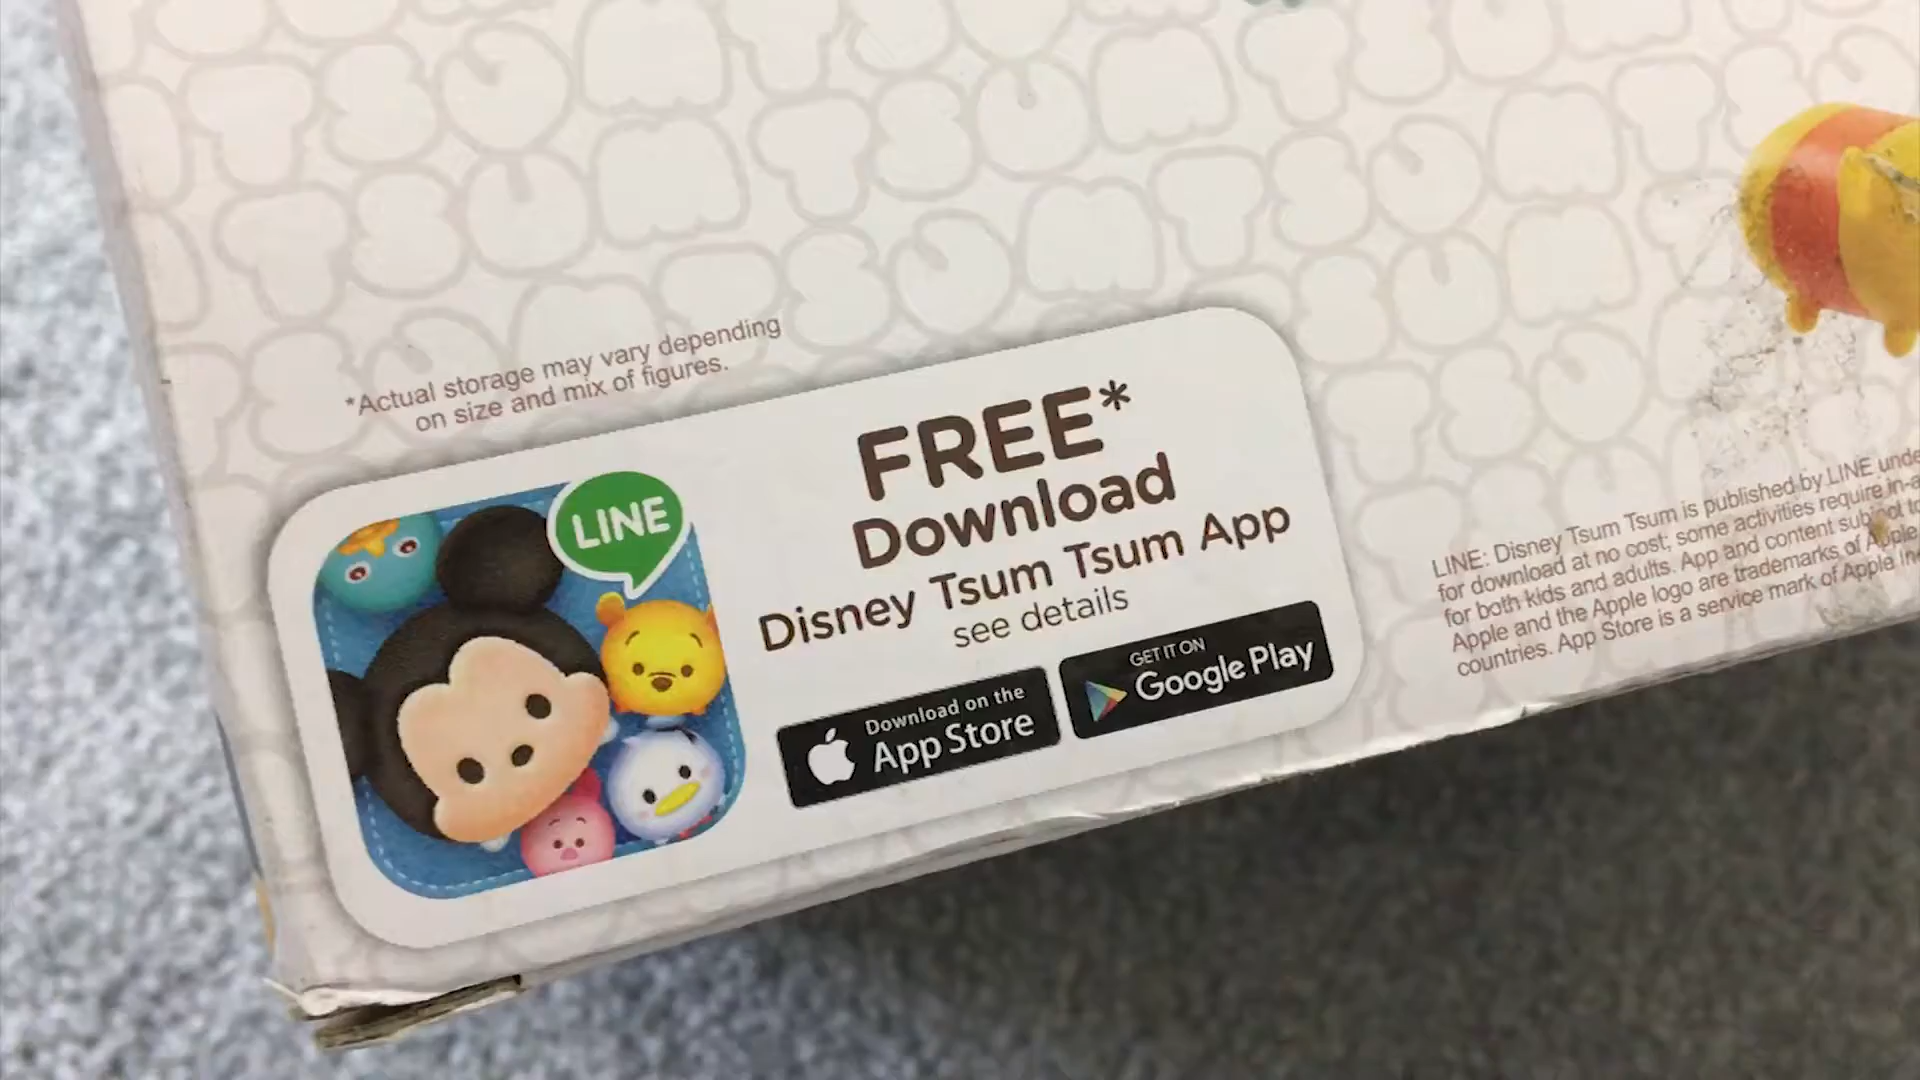 *Actual storage may vary depending
on size and mix of figures.
LINE
FREE*
Download
Disney Tsum Tsum App
see details
Download on the
App Store
GET IT ON
Google Play
LINE: Disney Tsum Tsum is published by LINE
for download at no cost; some activities require
for both kids and adults. App and content subject to
Apple and the Apple logo are trademarks of Apple
countries. App Store is a service mark of Apple